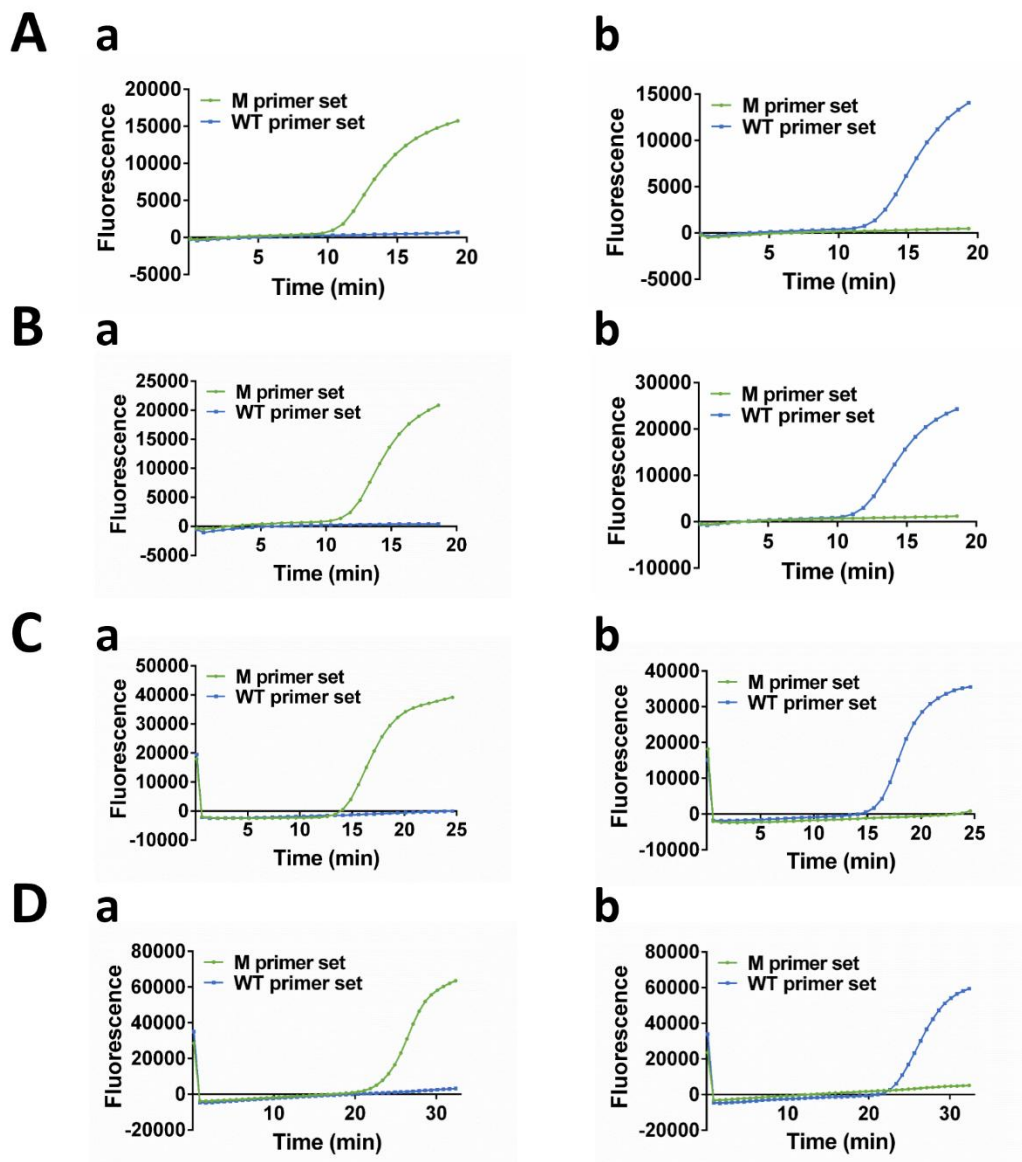 A a b
20000
15000
10000
5000
0
-5000
Fluorescence
M primer set
WT primer set
5 10 15 20
Time (min)
15000
10000
5000
0
-5000
Fluorescence
M primer set
WT primer set
5 10 15 20
Time (min)
B a b
25000
20000
15000
10000
5000
0
-5000
Fluorescence
M primer set
WT primer set
5 10 15 20
Time (min)
30000
20000
10000
0
-10000
Fluorescence
M primer set
WT primer set
5 10 15 20
Time (min)
C a b
50000
40000
30000
20000
10000
0
-10000
Fluorescence
M primer set
WT primer set
5 10 15 20 25
Time (min)
40000
30000
20000
10000
0
-10000
Fluorescence
M primer set
WT primer set
5 10 15 20 25
Time (min)
D a b
80000
60000
40000
20000
0
-20000
Fluorescence
M primer set
WT primer set
10 20 30
Time (min)
80000
60000
40000
20000
0
-20000
Fluorescence
M primer set
WT primer set
10 20 30
Time (min)